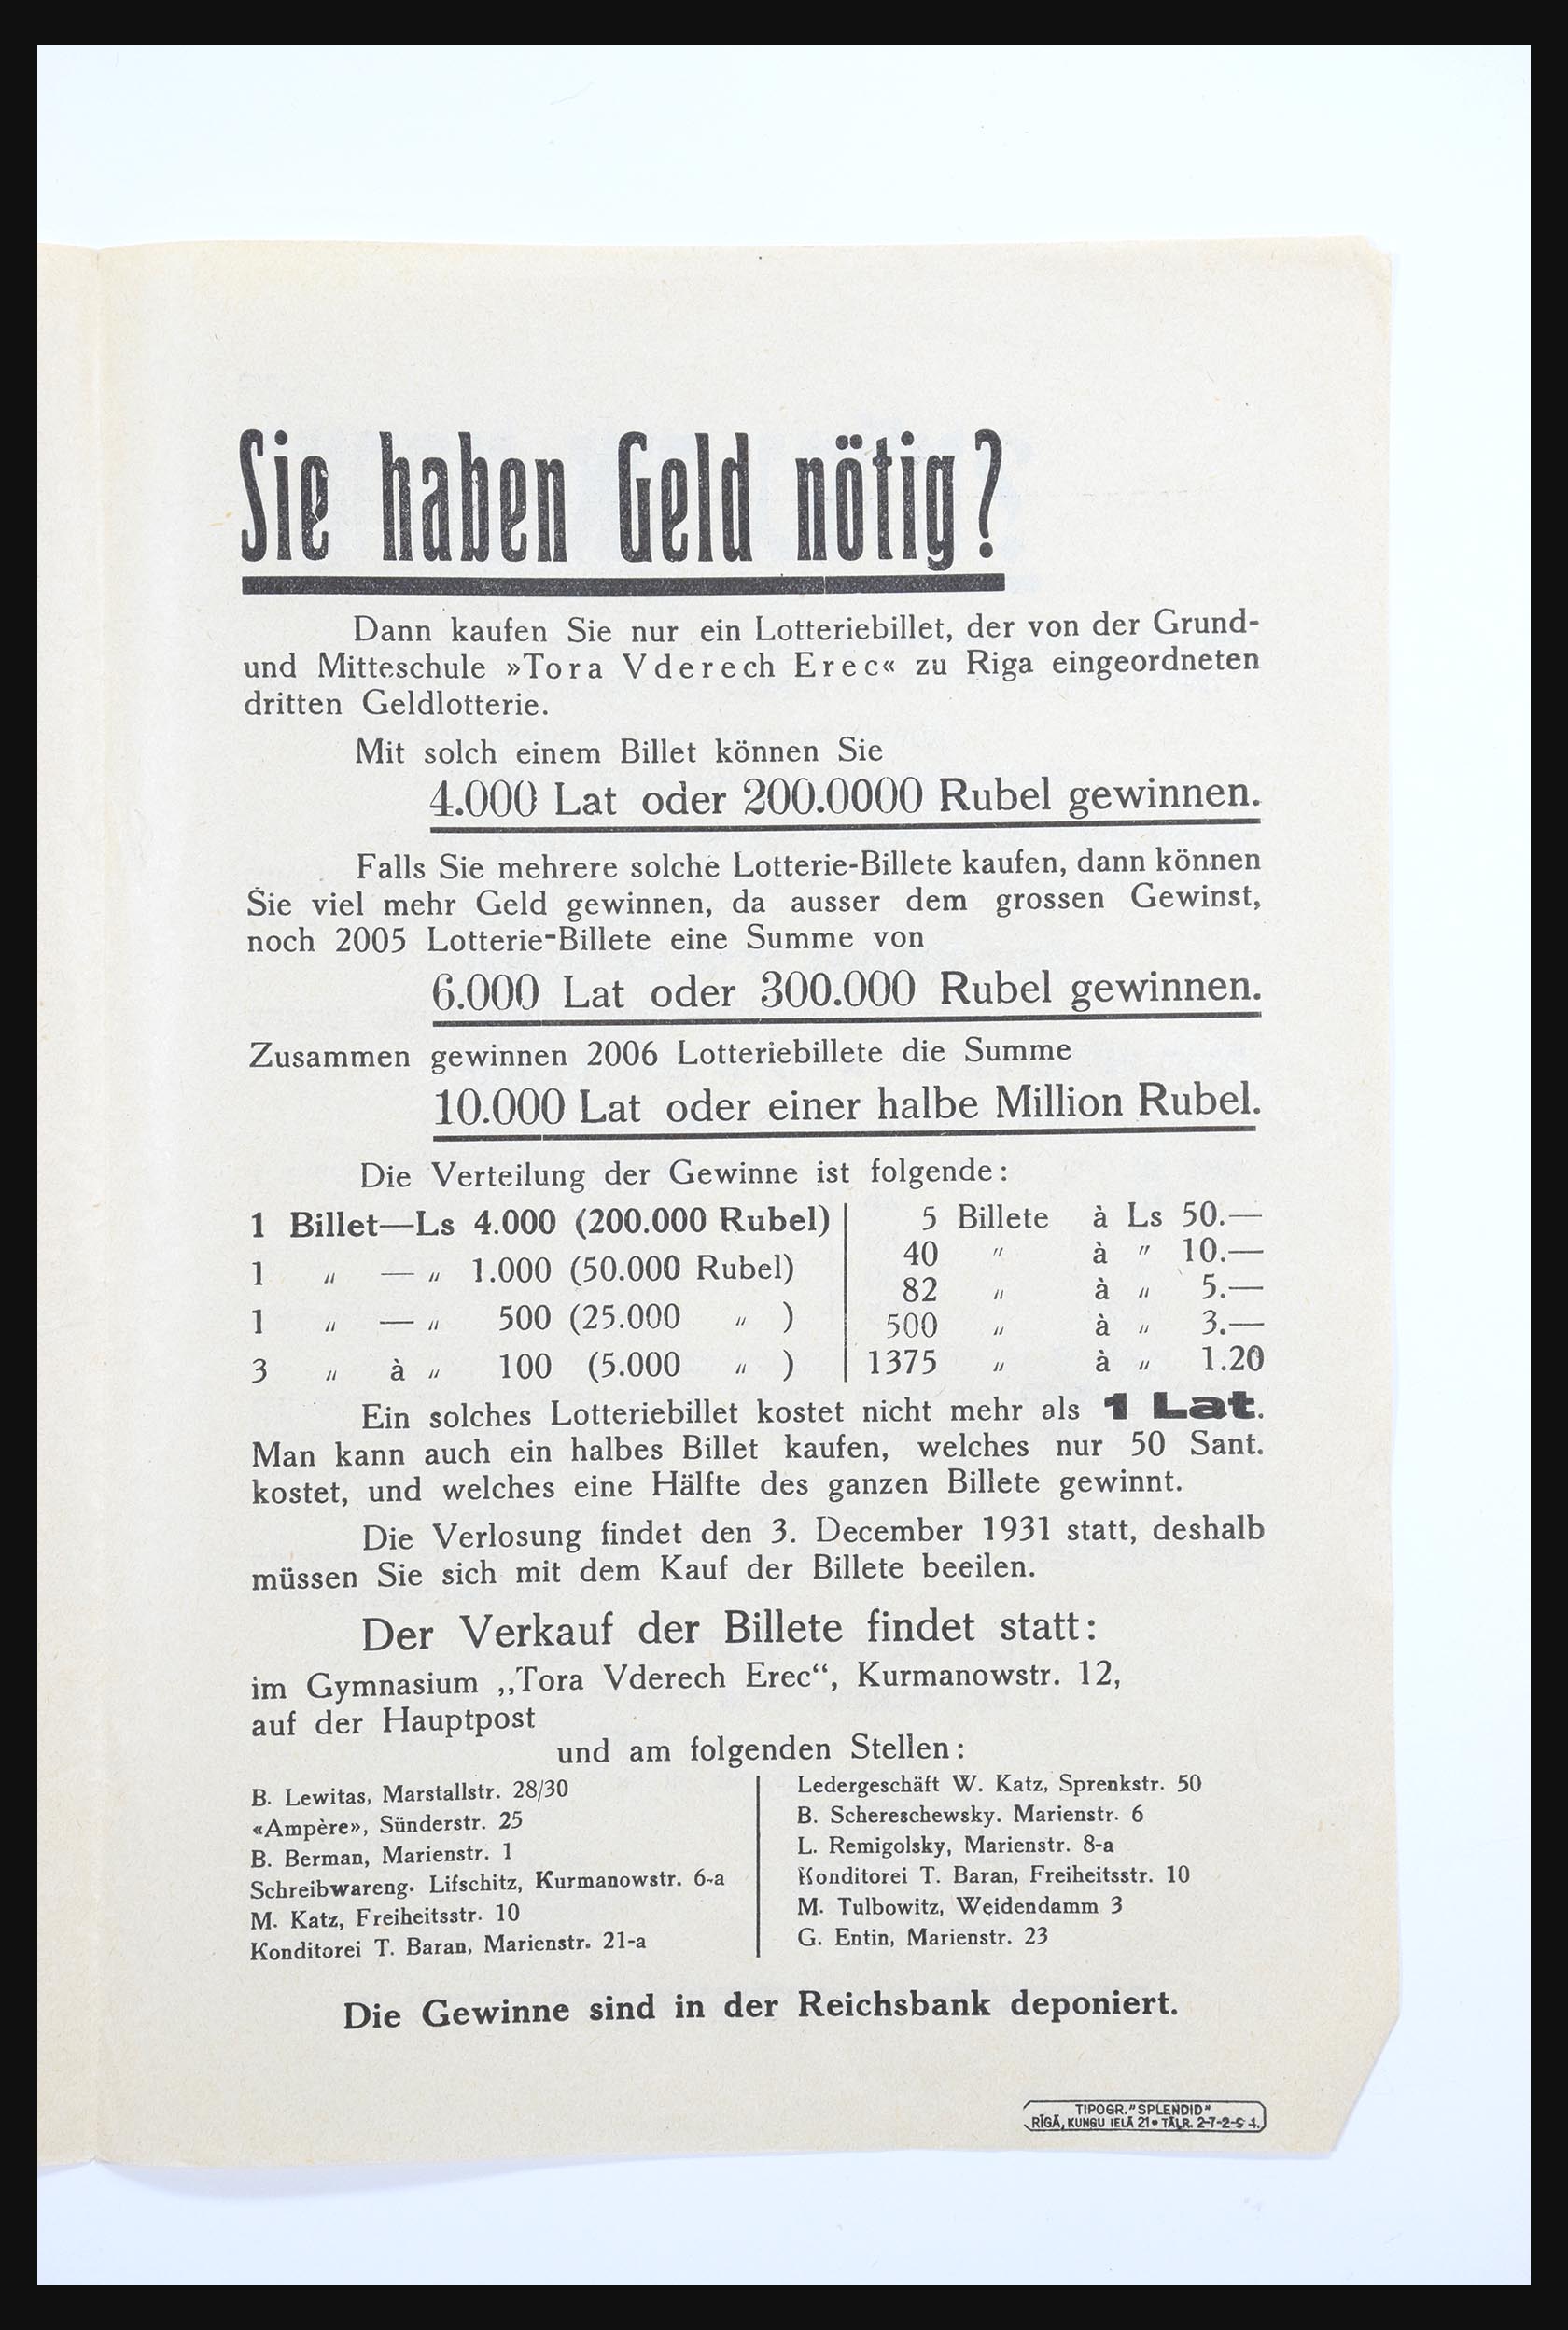 Sie haben Geld nötig?
Dann kaufen Sie nur ein Lotteriebillet, der von der Grund-
und Mitteschule »Tora Vderech Erec« zu Riga eingeordneten
dritten Geldlotterie.
Mit solch einem Billet können Sie
4.000 Lat oder 200.0000 Rubel gewinnen.
Falls Sie mehrere solche Lotterie-Billete kaufen, dann können
Sie viel mehr Geld gewinnen, da ausser dem grossen Gewinst,
noch 2005 Lotterie-Billete eine Summe von
6.000 Lat oder 300.000 Rubel gewinnen.
Zusammen gewinnen 2006 Lotteriebillete die Summe
10.000 Lat oder einer halbe Million Rubel.
Die Verteilung der Gewinne ist folgende:
1 Billet—Ls 4.000 (200.000 Rubel)
1 „ — „ 1.000 (50.000 Rubel)
1 „ — „ 500 (25.000 „ )
3 „ à „ 100 (5.000 „ )
5 Billete à Ls 50.—
40 „ à „ 10.—
82 „ à „ 5.—
500 „ à „ 3.—
1375 „ à „ 1.20
Ein solches Lotteriebillet kostet nicht mehr als 1 Lat.
Man kann auch ein halbes Billet kaufen, welches nur 50 Sant.
kostet, und welches eine Hälfte des ganzen Billete gewinnt.
Die Verlosung findet den 3. December 1931 statt, deshalb
müssen Sie sich mit dem Kauf der Billete beeilen.
Der Verkauf der Billete findet statt:
im Gymnasium „Tora Vderech Erec“, Kurmanowstr. 12,
auf der Hauptpost
und am folgenden Stellen:
B. Lewitas, Marstallstr. 28/30
«Ampère», Sünderstr. 25
B. Berman, Marienstr. 1
Schreibwareng. Lifschitz, Kurmanowstr. 6-a
M. Katz, Freiheitsstr. 10
Konditorei T. Baran, Marienstr. 21-a
Ledergeschäft W. Katz, Sprenkstr. 50
B. Schereschewsky. Marienstr. 6
L. Remigolsky, Marienstr. 8-a
Konditorei T. Baran, Freiheitsstr. 10
M. Tulbowitz, Weidendamm 3
G. Entin, Marienstr. 23
Die Gewinne sind in der Reichsbank deponiert.
TIPOGR. "SPLENDID"
RĪGĀ, KUNGU IELĀ 21 • TĀLR.